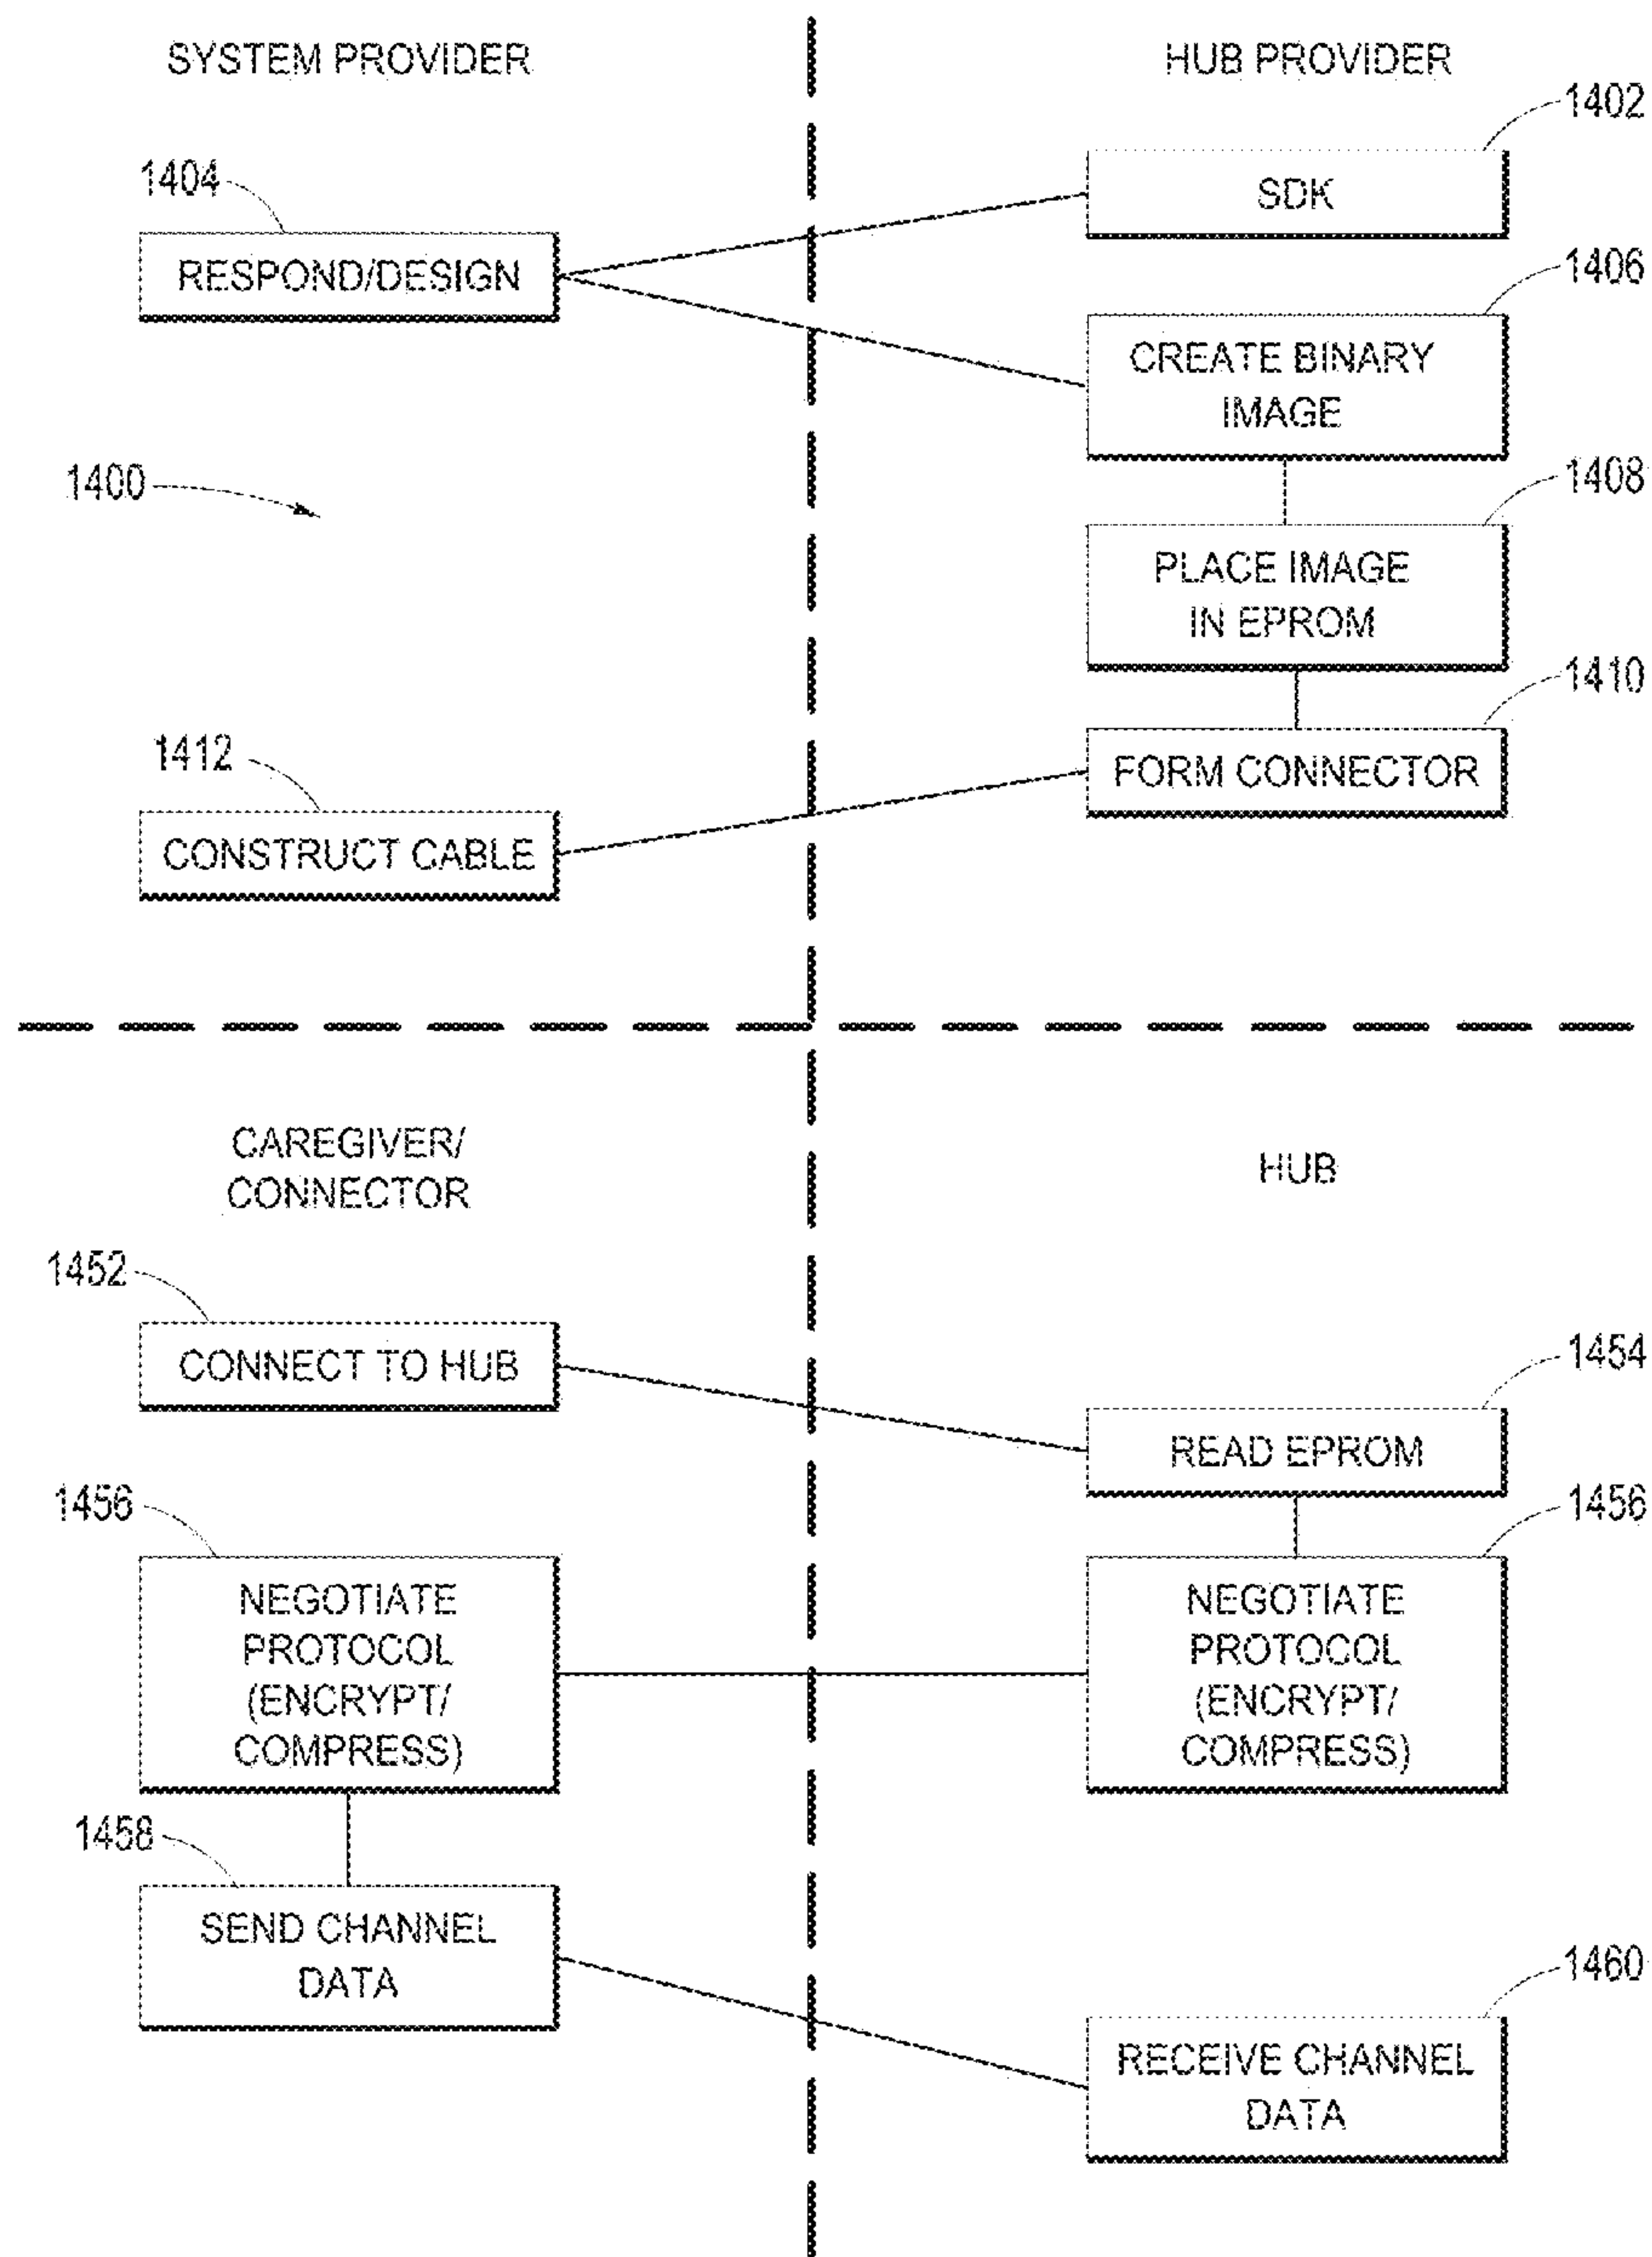 SYSTEM PROVIDER
HUB PROVIDER
1402
SDK
1404
RESPOND/DESIGN
1406
CREATE BINARY
IMAGE
1400
1408
PLACE IMAGE
IN EPROM
1410
FORM CONNECTOR
1412
CONSTRUCT CABLE
CAREGIVER/
CONNECTOR
HUB
1452
CONNECT TO HUB
1454
READ EPROM
1456
NEGOTIATE
PROTOCOL
(ENCRYPT/
COMPRESS)
1456
NEGOTIATE
PROTOCOL
(ENCRYPT/
COMPRESS)
1458
SEND CHANNEL
DATA
1460
RECEIVE CHANNEL
DATA